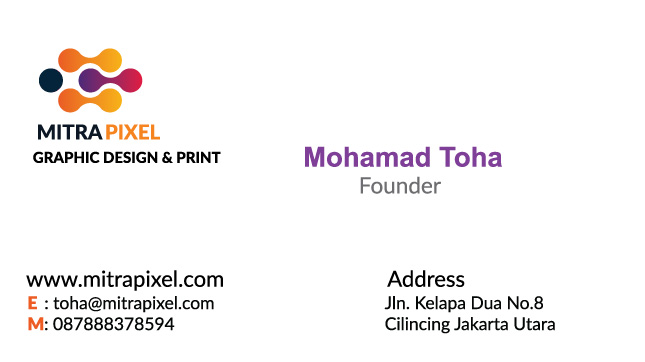 MITRA PIXEL
GRAPHIC DESIGN & PRINT
Mohamad Toha
Founder
www.mitrapixel.com
E : toha@mitrapixel.com
M: 087888378594
Address
Jln. Kelapa Dua No.8
Cilincing Jakarta Utara